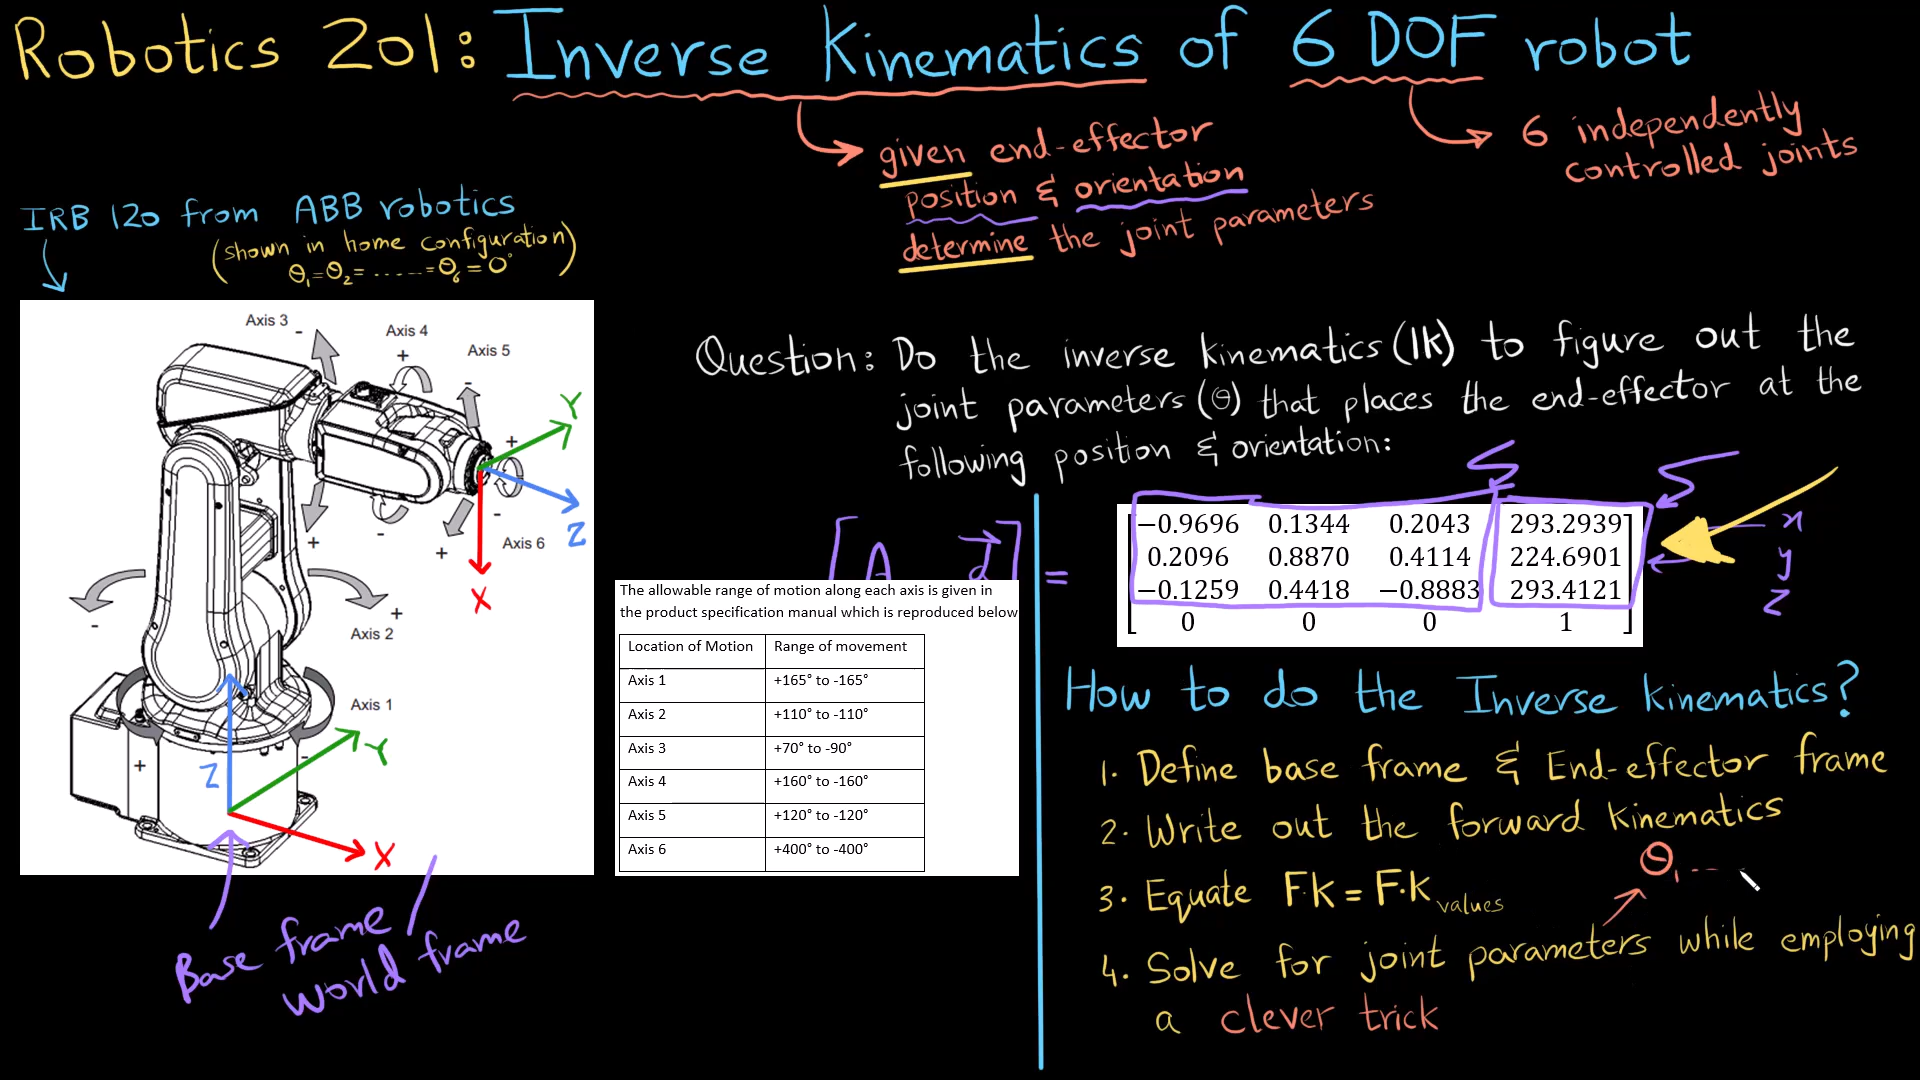 Robotics 201: Inverse Kinematics of 6 DOF robot
given end-effector
position & orientation
determine the joint parameters
6 independently
controlled joints
IRB 120 from ABB robotics
(shown in home configuration)
θ₁=θ₂=......=θ₆=0°
Axis 3
-
Axis 4
+
Axis 5
-
Y
+
Z
-
+
-
+
Axis 6
X
-
+
Axis 2
Axis 1
Y
+
-
Z
X
Base frame/
world frame
Question: Do the inverse kinematics (IK) to figure out the
joint parameters (θ) that places the end-effector at the
following position & orientation:
[A d] =
−0.9696 0.1344 0.2043 293.2939 x
0.2096 0.8870 0.4114 224.6901 y
−0.1259 0.4418 −0.8883 293.4121 z
0 0 0 1
The allowable range of motion along each axis is given in
the product specification manual which is reproduced below
Location of Motion Range of movement
Axis 1 +165° to -165°
Axis 2 +110° to -110°
Axis 3 +70° to -90°
Axis 4 +160° to -160°
Axis 5 +120° to -120°
Axis 6 +400° to -400°
How to do the Inverse kinematics?
1. Define base frame & End-effector frame
2. Write out the forward kinematics
3. Equate F·K = F·K values
θ₁ ...
4. Solve for joint parameters while employing
a clever trick